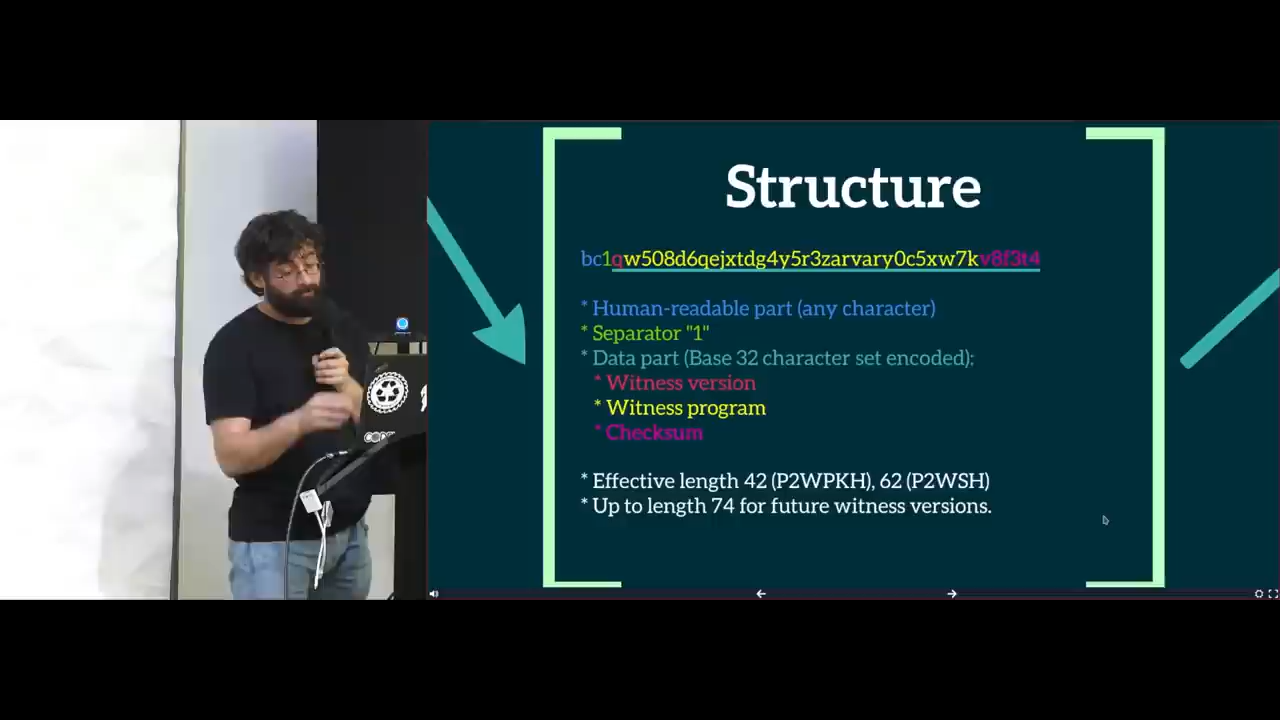 Structure
bc1qw508d6qejxtdg4y5r3zarvary0c5xw7kv8f3t4
* Human-readable part (any character)
* Separator "1"
* Data part (Base 32 character set encoded):
* Witness version
* Witness program
* Checksum
* Effective length 42 (P2WPKH), 62 (P2WSH)
* Up to length 74 for future witness versions.